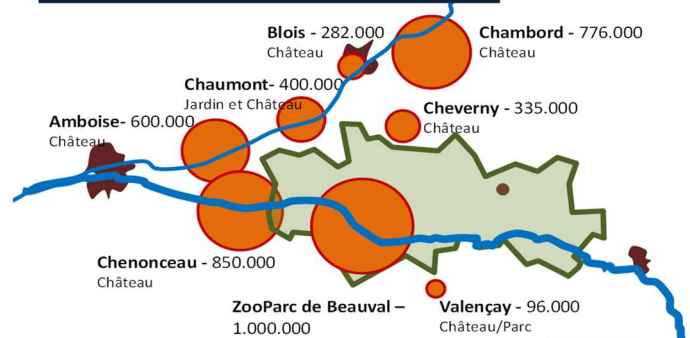 Blois - 282.000
Château
Chambord - 776.000
Château
Chaumont- 400.000
Jardin et Château
Cheverny - 335.000
Château
Amboise- 600.000
Château
Chenonceau - 850.000
Château
ZooParc de Beauval –
1.000.000
Valençay - 96.000
Château/Parc